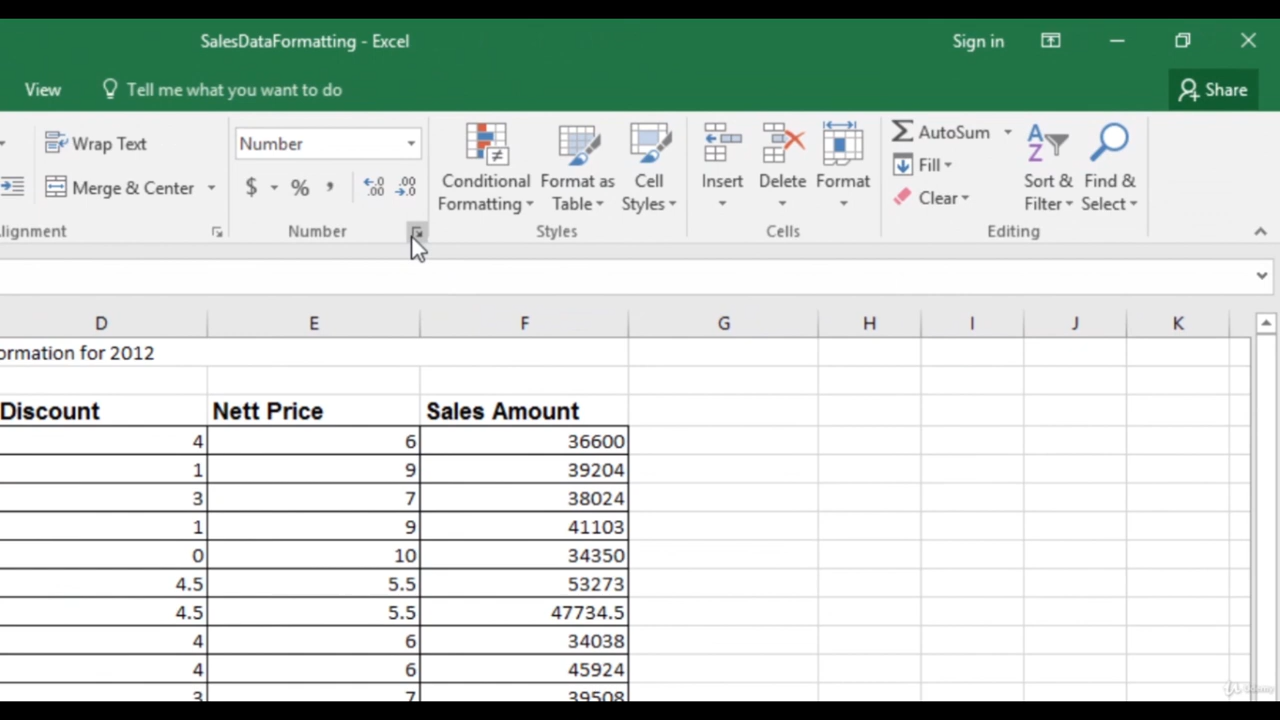 SalesDataFormatting - Excel
Sign in
View
Tell me what you want to do
Share
Wrap Text
Number
AutoSum
Merge & Center
$ % ,
Conditional Formatting
Format as Table
Cell Styles
Insert
Delete
Format
Fill
Clear
Sort & Filter
Find & Select
lignment
Number
Styles
Cells
Editing
D E F G H I J K
ormation for 2012
Discount Nett Price Sales Amount
4 6 36600
1 9 39204
3 7 38024
1 9 41103
0 10 34350
4.5 5.5 53273
4.5 5.5 47734.5
4 6 34038
4 6 45924
3 7 39508
Udemy